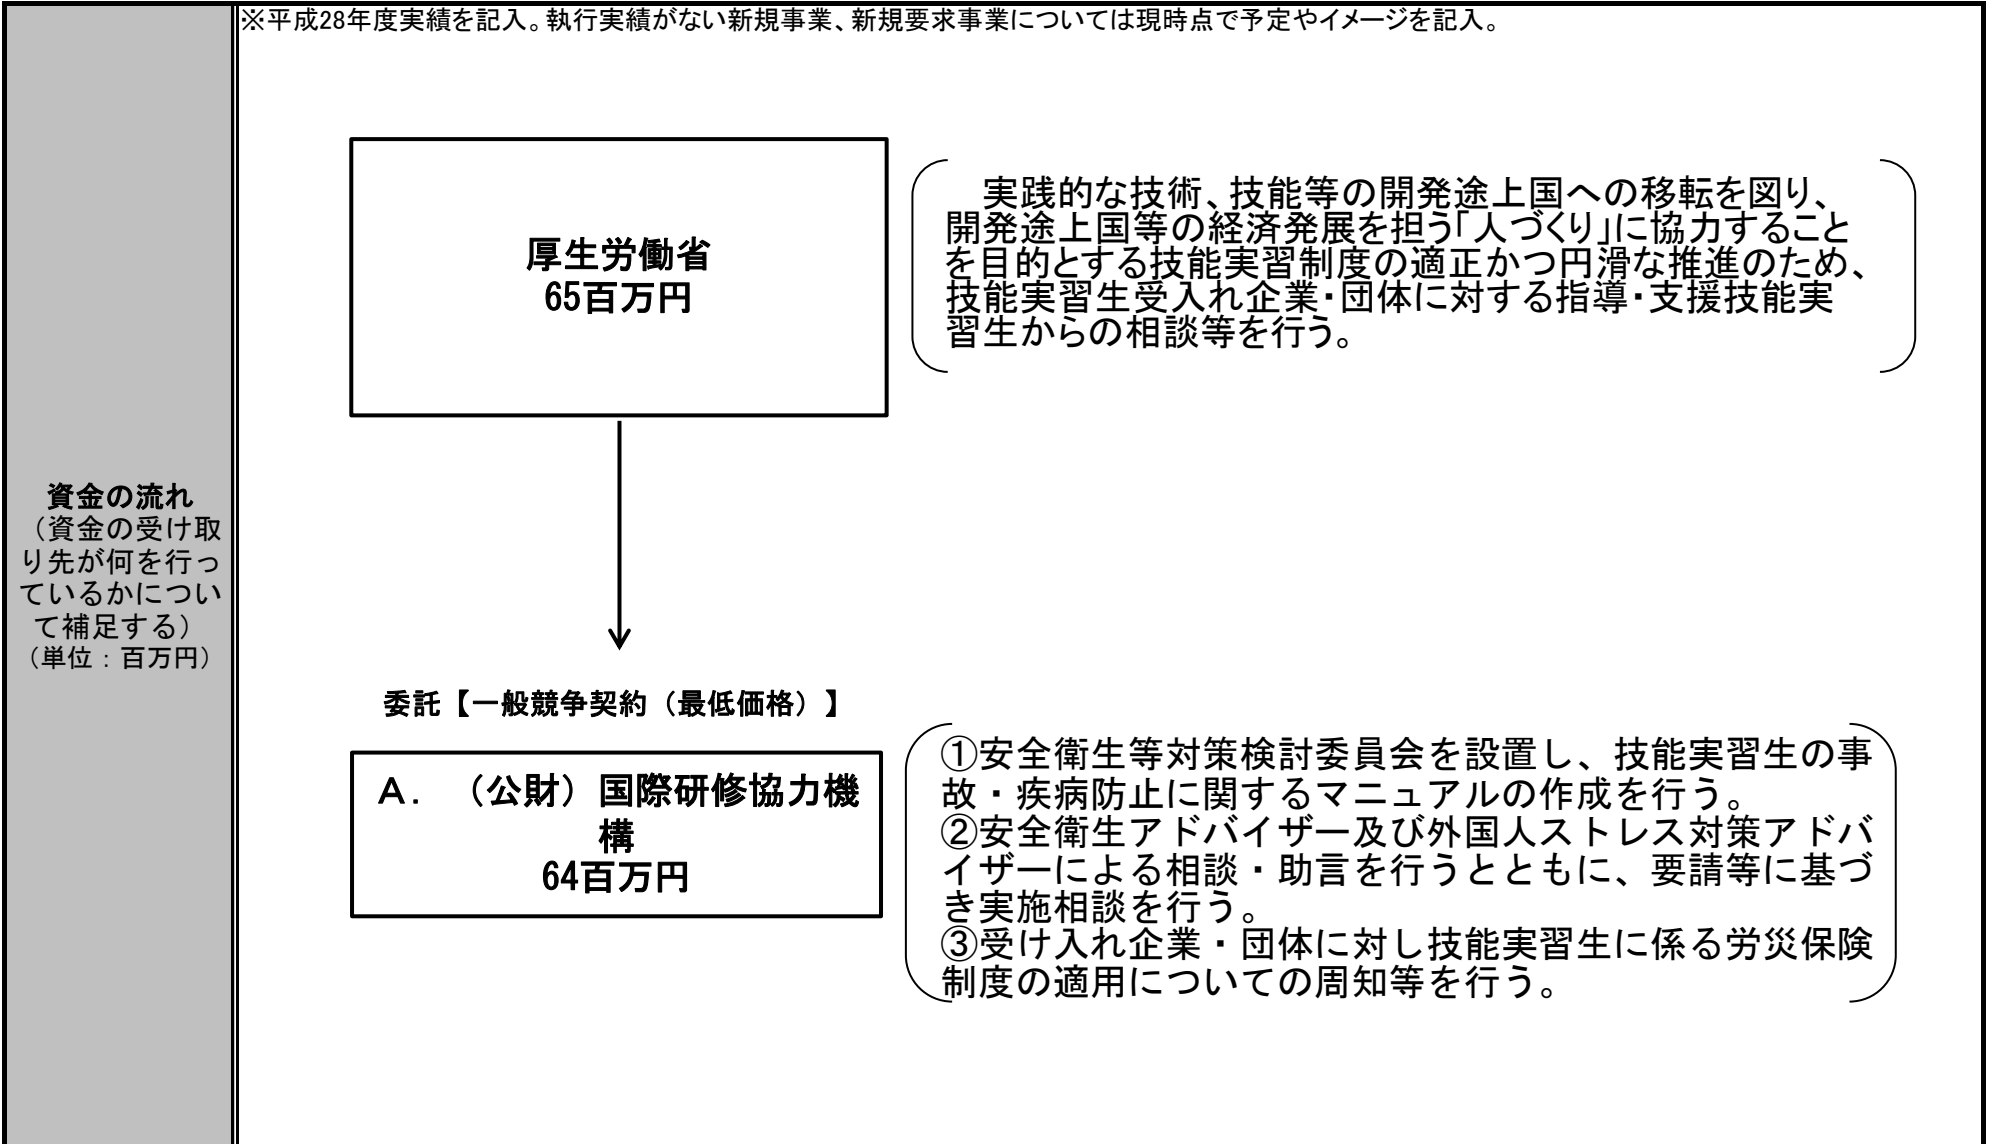 ※平成28年度実績を記入。執行実績がない新規事業、新規要求事業については現時点で予定やイメージを記入。
資金の流れ
（資金の受け取
り先が何を行っ
ているかについ
て補足する）
（単位：百万円）
厚生労働省
65百万円
実践的な技術、技能等の開発途上国への移転を図り、
開発途上国等の経済発展を担う「人づくり」に協力すること
を目的とする技能実習制度の適正かつ円滑な推進のため、
技能実習生受入れ企業・団体に対する指導・支援技能実
習生からの相談等を行う。
委託【一般競争契約（最低価格）】
Ａ．（公財）国際研修協力機
構
64百万円
①安全衛生等対策検討委員会を設置し、技能実習生の事
故・疾病防止に関するマニュアルの作成を行う。
②安全衛生アドバイザー及び外国人ストレス対策アドバ
イザーによる相談・助言を行うとともに、要請等に基づ
き実施相談を行う。
③受け入れ企業・団体に対し技能実習生に係る労災保険
制度の適用についての周知等を行う。